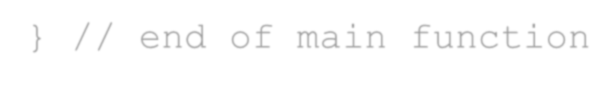 } // end of main function